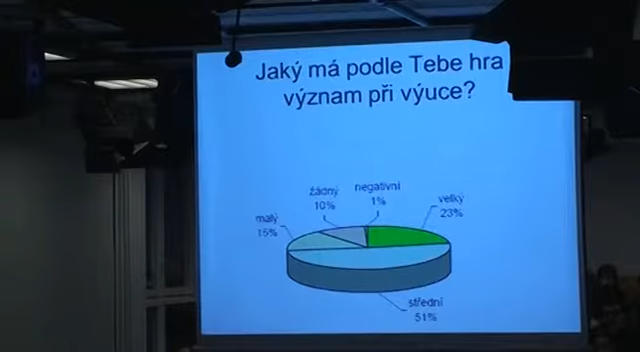 Jaký má podle Tebe hra
význam při výuce?
žádný
10%
negativní
1%
velký
23%
malý
15%
střední
51%